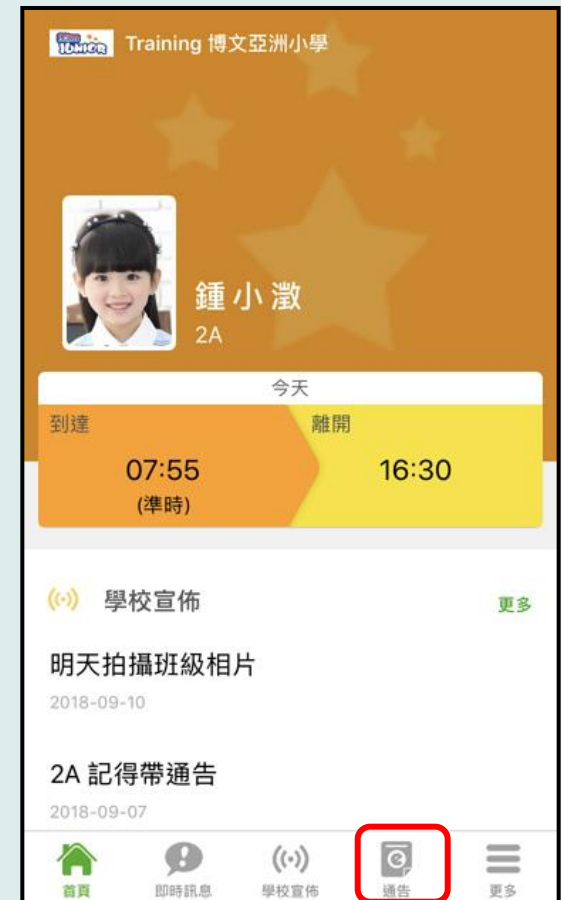 JUNIOR Training 博文亞洲小學
鍾小澂
2A
今天
到達 離開
07:55 16:30
(準時)
學校宣佈 更多
明天拍攝班級相片
2018-09-10
2A 記得帶通告
2018-09-07
首頁 即時訊息 學校宣佈 通告 更多